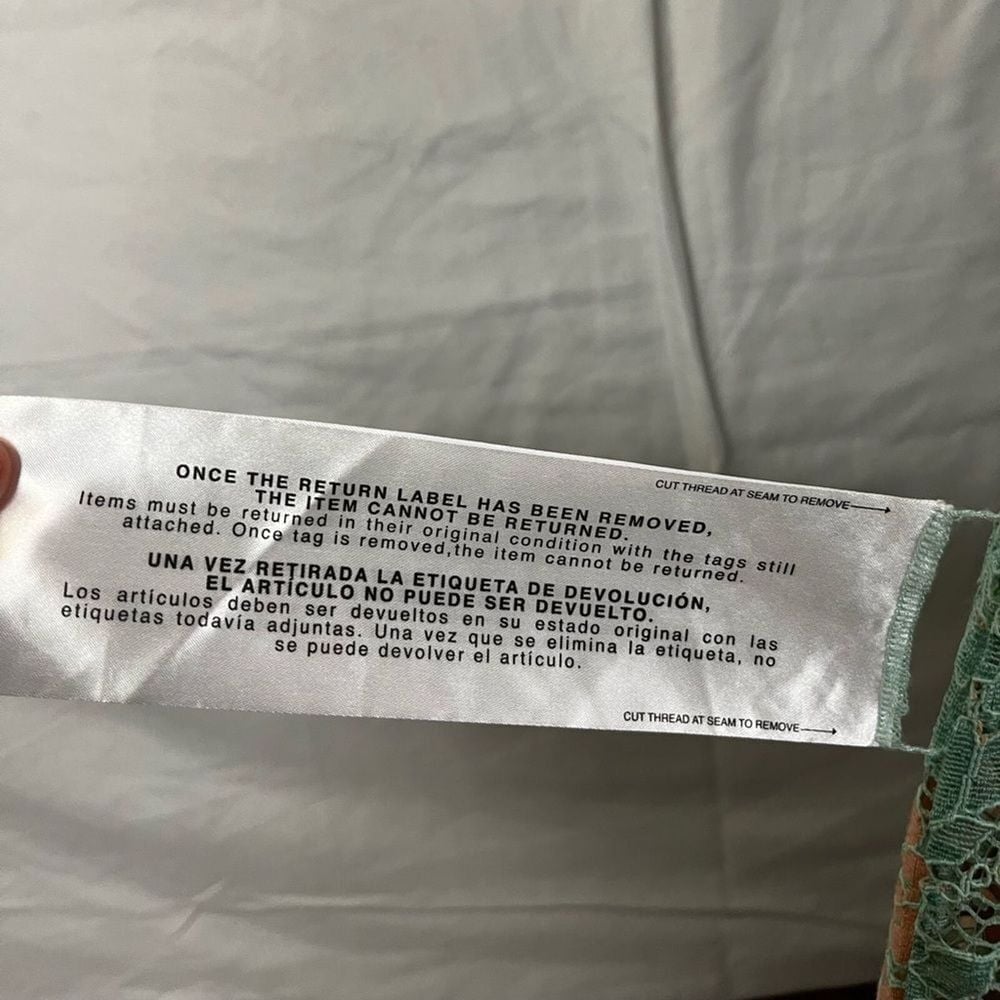 CUT THREAD AT SEAM TO REMOVE
ONCE THE RETURN LABEL HAS BEEN REMOVED,
THE ITEM CANNOT BE RETURNED.
Items must be returned in their original condition with the tags still
attached. Once tag is removed,the item cannot be returned.
UNA VEZ RETIRADA LA ETIQUETA DE DEVOLUCIÓN,
EL ARTÍCULO NO PUEDE SER DEVUELTO.
Los artículos deben ser devueltos en su estado original con las
etiquetas todavía adjuntas. Una vez que se elimina la etiqueta, no
se puede devolver el artículo.
CUT THREAD AT SEAM TO REMOVE